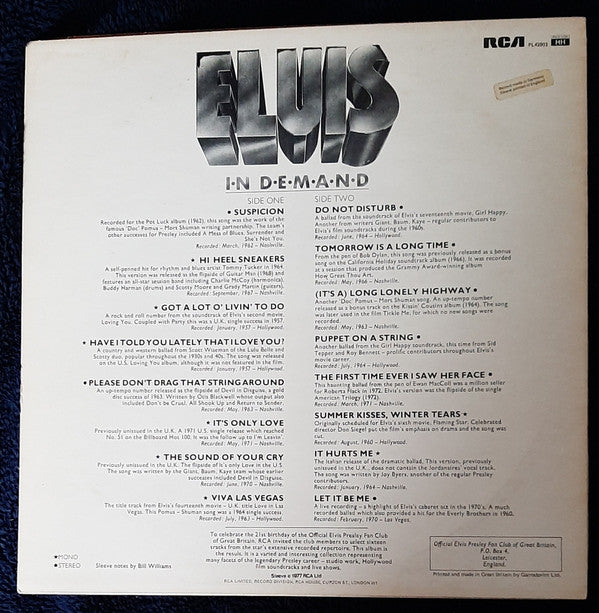 RCA
PL 42003
ELVIS
I·N D·E·M·A·N·D
SIDE ONE
• SUSPICION
Recorded for the Pot Luck album (1962), this song was the work of the
famous 'Doc' Pomus – Mort Shuman writing partnership. The team's
other successes for Presley included A Mess of Blues, Surrender and
She's Not You.
Recorded: March, 1962 – Nashville.
• HI HEEL SNEAKERS
A self-penned hit for rhythm and blues artist Tommy Tucker in 1964.
This version was released as the flipside of Guitar Man (1968) and
features an all-star session band including Charlie McCoy (harmonica),
Buddy Harman (drums) and Scotty Moore and Grady Martin (guitars).
Recorded: September, 1967 – Nashville.
★ GOT A LOT O' LIVIN' TO DO
A rock and roll number from the soundtrack of Elvis's second movie,
Loving You. Coupled with Party this was a U.K. single success in 1957.
Recorded: January, 1957 – Hollywood.
★ HAVE I TOLD YOU LATELY THAT I LOVE YOU?
A country and western ballad from Scott Wiseman of the Lulu Belle and
Scotty duo, popular throughout the 1930s and 40s. The song was released
on the U.S. Loving You album, although it was not featured in the film.
Recorded: January, 1957 – Hollywood.
• PLEASE DON'T DRAG THAT STRING AROUND
An up-tempo number released as the flipside of Devil in Disguise, a gold
disc success of 1963. Written by Otis Blackwell whose output also
included Don't be Cruel, All Shook Up and Return to Sender.
Recorded: May, 1963 – Nashville.
• IT'S ONLY LOVE
Previously unissued in the U.K. A 1971 U.S. single release which reached
No. 51 on the Billboard Hot 100. It was the follow up to I'm Leavin'.
Recorded: May, 1971 – Nashville.
• THE SOUND OF YOUR CRY
Previously unissued in the U.K. The flipside of It's only Love in the U.S.
The song was written by the Giant, Baum, Kaye team whose earlier
successes included Devil in Disguise.
Recorded: June, 1970 – Nashville.
★ VIVA LAS VEGAS
The title track from Elvis's fourteenth movie – U.K. title Love in Las
Vegas. This Pomus – Shuman song was a 1964 single success.
Recorded: July, 1963 – Hollywood.
SIDE TWO
DO NOT DISTURB •
A ballad from the soundtrack of Elvis's seventeenth movie, Girl Happy.
Another from writers Giant, Baum, Kaye – regular contributors to
Elvis's film soundtracks during the 1960s.
Recorded: June, 1964 – Hollywood.
TOMORROW IS A LONG TIME •
From the pen of Bob Dylan, this song was previously released as a bonus
song on the California Holiday soundtrack album (1966). It was recorded
at a session that produced the Grammy Award-winning album
How Great Thou Art.
Recorded: May, 1966 – Nashville.
(IT'S A) LONG LONELY HIGHWAY •
Another 'Doc' Pomus – Mort Shuman song. An up-tempo number
released as a bonus track on the Kissin' Cousins album (1964). The song
was later used in the film Tickle Me, for which no new songs were
recorded.
Recorded: May, 1963 – Nashville.
PUPPET ON A STRING •
Another ballad from the Girl Happy soundtrack, this time from Sid
Tepper and Roy Bennett – prolific contributors throughout Elvis's
movie career.
Recorded: July, 1964 – Hollywood.
THE FIRST TIME EVER I SAW HER FACE •
This haunting ballad from the pen of Ewan MacColl was a million seller
for Roberta Flack in 1972. Elvis's version was the flipside of the single
American Trilogy (1972).
Recorded: March, 1971 – Nashville.
SUMMER KISSES, WINTER TEARS ★
Originally scheduled for Elvis's sixth movie, Flaming Star. Celebrated
director Don Siegel put the film's emphasis on drama and the song was
cut.
Recorded: August, 1960 – Hollywood.
IT HURTS ME •
The Italian release of the dramatic ballad, This version, previously
unissued in the U.K., does not contain the Jordanaires' vocal track.
The song was written by Joy Byers, another of the regular Presley
contributors.
Recorded: January, 1964 – Nashville.
LET IT BE ME •
A live recording – a highlight of Elvis's cabaret act in the 1970's. A much
recorded ballad which also provided a hit for the Everly Brothers in 1960.
Recorded: February, 1970 – Las Vegas.
★ MONO
• STEREO
Sleeve notes by Bill Williams
To celebrate the 21st birthday of the Official Elvis Presley Fan Club
of Great Britain, RCA invited the club members to select sixteen
tracks from the star's extensive recorded repertoire. This album is the
result. It is a varied and interesting collection representing many
facets of the legendary Presley career – studio work, Hollywood
film soundtracks and live shows.
Sleeve © 1977 RCA Ltd
RCA LIMITED, RECORD DIVISION, RCA HOUSE, CURZON ST., LONDON W1
Official Elvis Presley Fan Club of Great Britain,
P.O. Box 4,
Leicester,
England.
Printed and made in Great Britain by Garrod & Lofthouse Ltd.